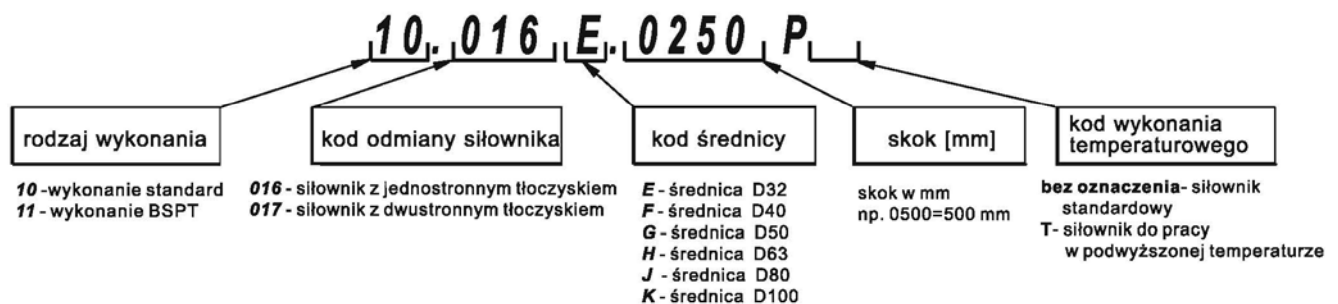 10.016E.0250P
rodzaj wykonania
10 -wykonanie standard
11 - wykonanie BSPT
kod odmiany siłownika
016 - siłownik z jednostronnym tłoczyskiem
017 - siłownik z dwustronnym tłoczyskiem
kod średnicy
E - średnica D32
F - średnica D40
G - średnica D50
H - średnica D63
J - średnica D80
K - średnica D100
skok [mm]
skok w mm
np. 0500=500 mm
kod wykonania
temperaturowego
bez oznaczenia- siłownik
standardowy
T- siłownik do pracy
w podwyższonej temperaturze